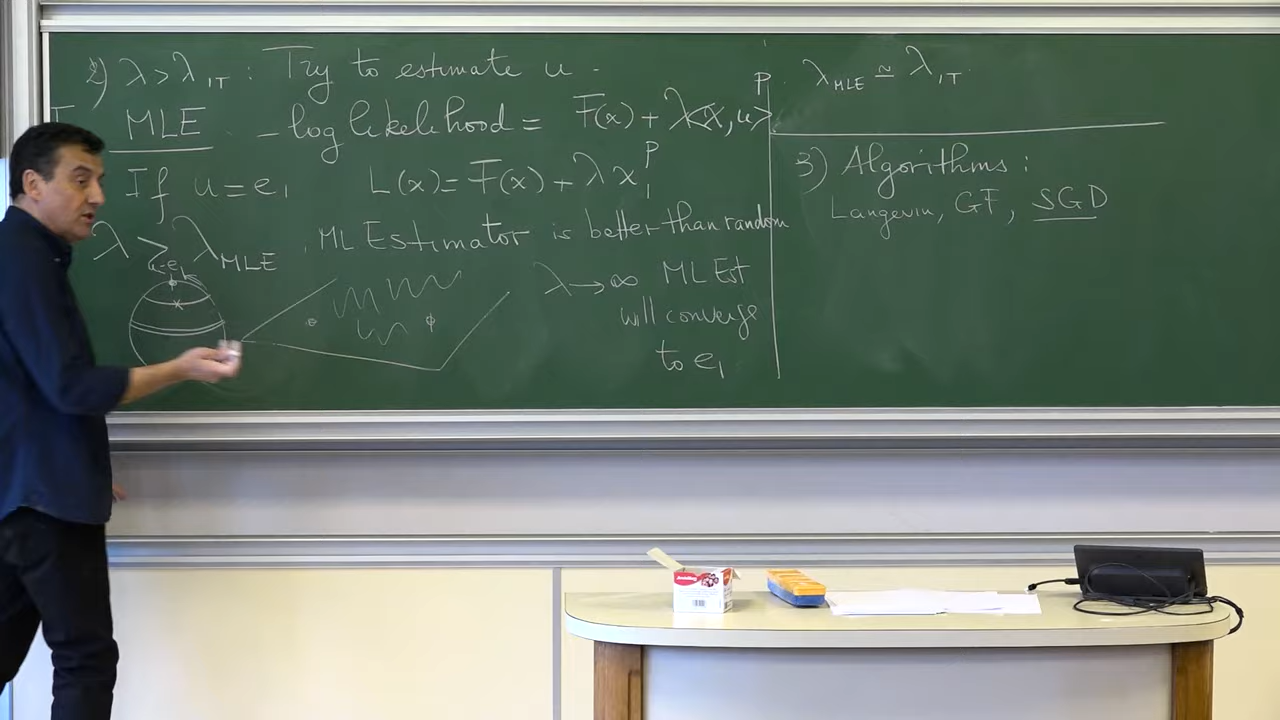 2) λ > λ_IT : Try to estimate u.
MLE. -log likelihood = F(x) + λ<x,u>^P
If u=e₁ L(x)= F(x) + λ x₁^P
λ ≥ λ_MLE, ML Estimator is better than random
u=e₁
λ→∞ ML Est
will converge
to e₁
λ_MLE ≃ λ_IT
3) Algorithms:
Langevin, GF, SGD